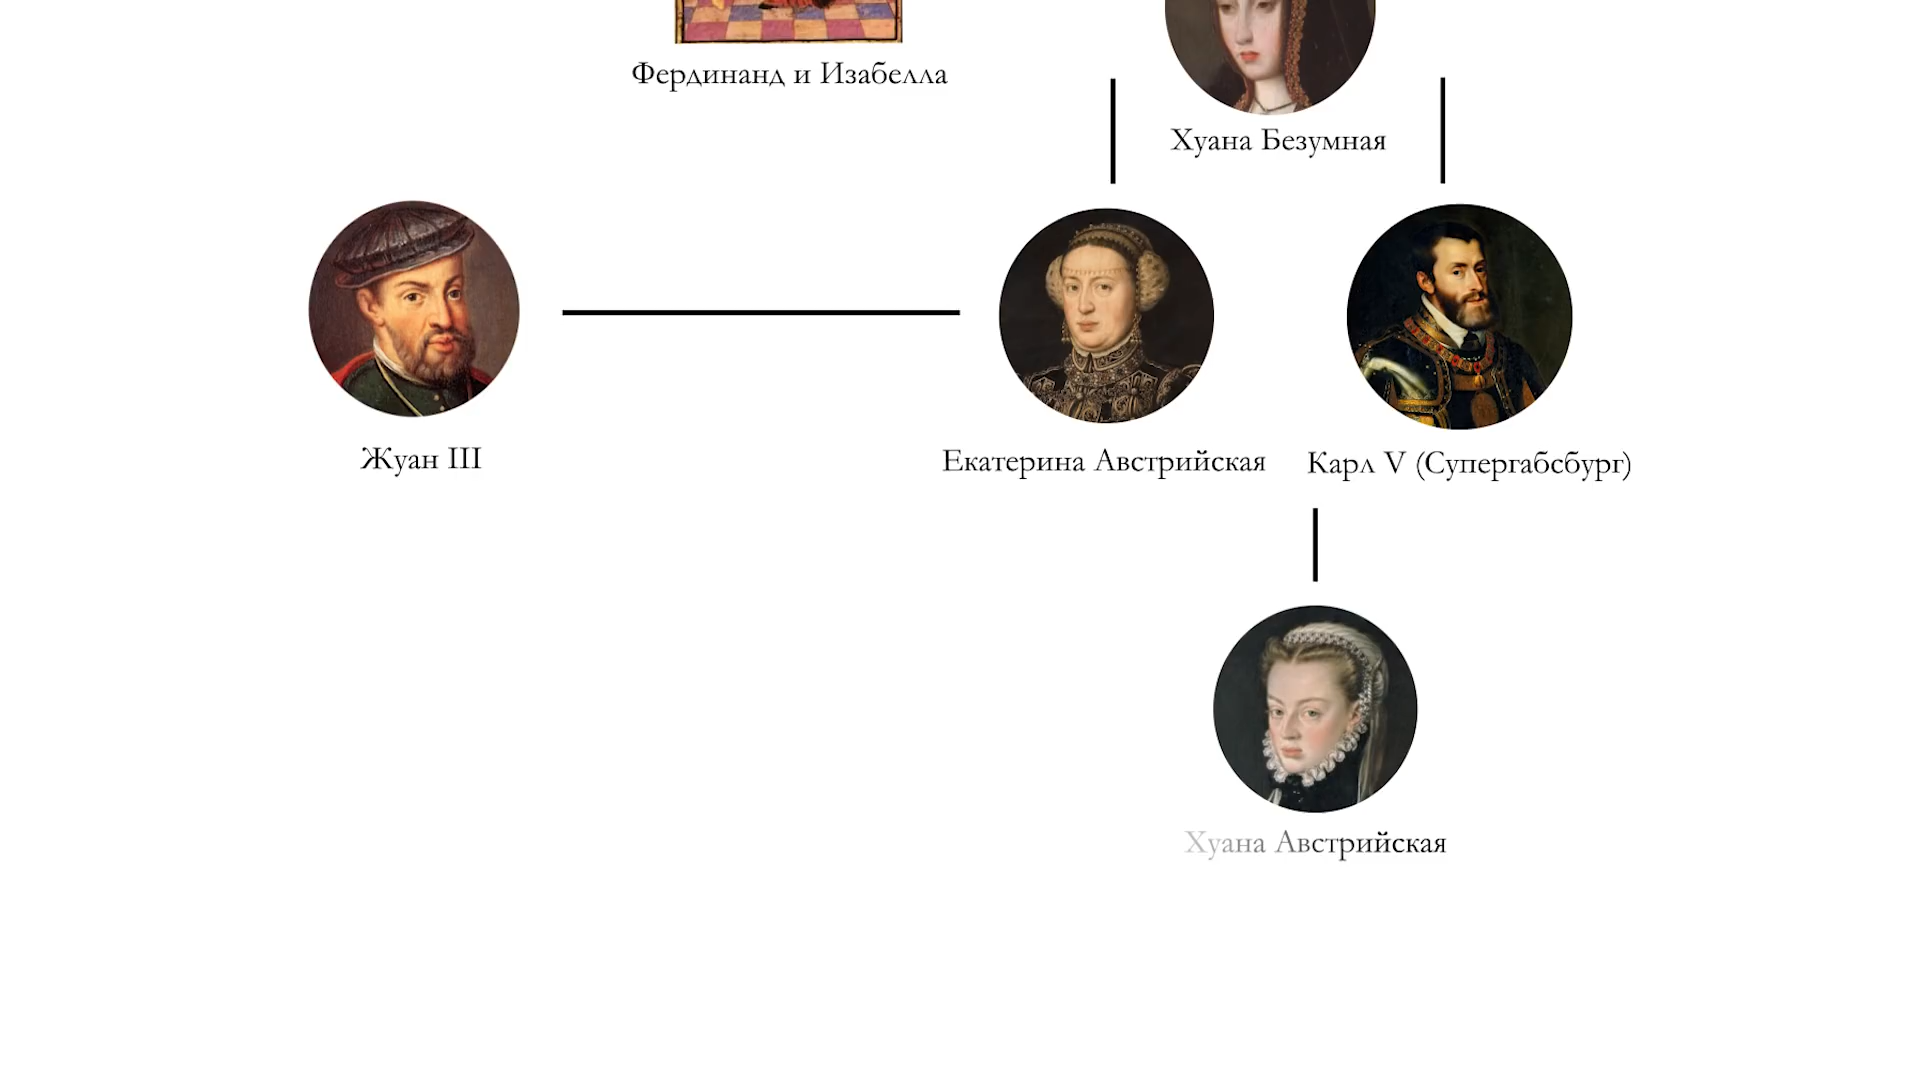 Фердинанд и Изабелла
Хуана Безумная
Жуан III
Екатерина Австрийская
Карл V (Супергабсбург)
Хуана Австрийская